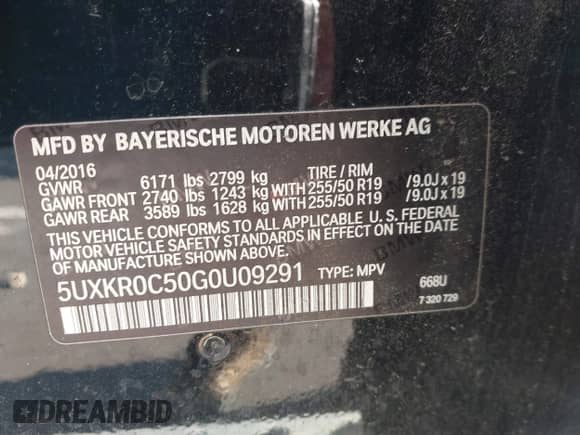 MFD BY BAYERISCHE MOTOREN WERKE AG
04/2016 TIRE / RIM
GVWR 6171 lbs 2799 kg
GAWR FRONT 2740 lbs 1243 kg WITH 255/50 R19 /9.0J x 19
GAWR REAR 3589 lbs 1628 kg WITH 255/50 R19 /9.0J x 19
THIS VEHICLE CONFORMS TO ALL APPLICABLE U.S. FEDERAL
MOTOR VEHICLE SAFETY STANDARDS IN EFFECT ON THE DATE
OF MANUFACTURE SHOWN ABOVE.
5UXKR0C50G0U09291 TYPE: MPV 668U
7 320 729
DREAMBID